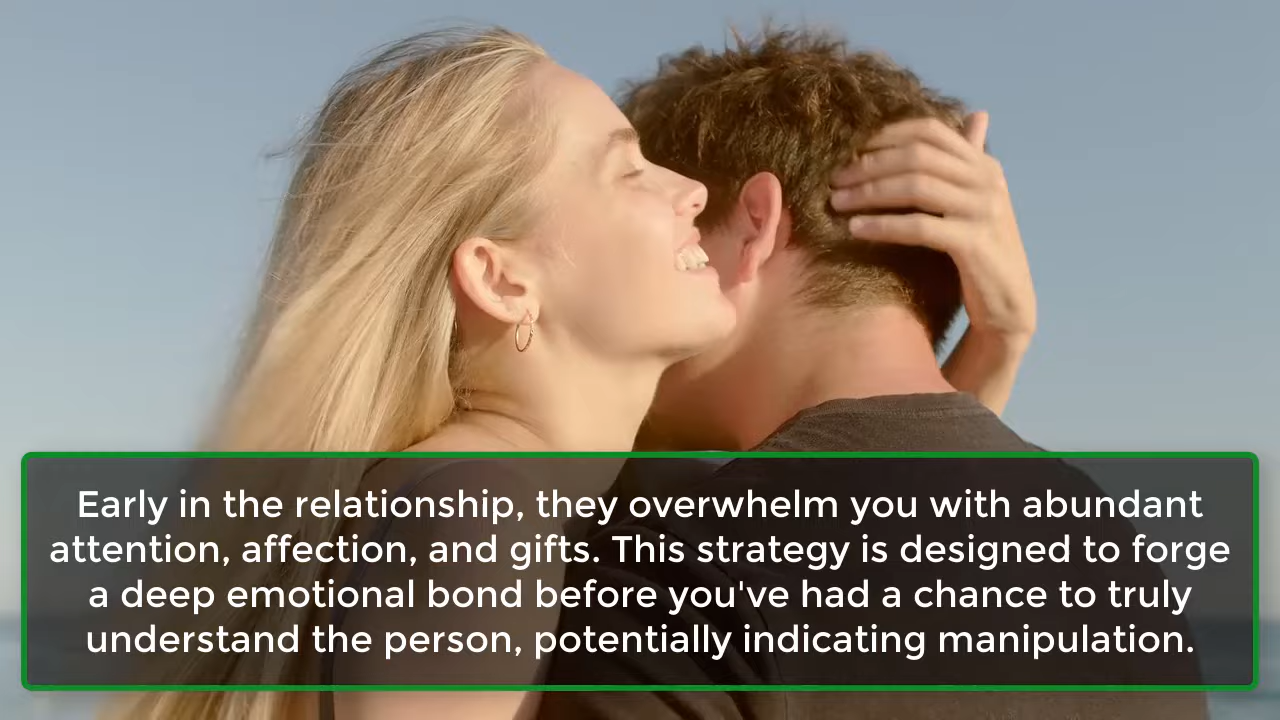 Early in the relationship, they overwhelm you with abundant
attention, affection, and gifts. This strategy is designed to forge
a deep emotional bond before you've had a chance to truly
understand the person, potentially indicating manipulation.